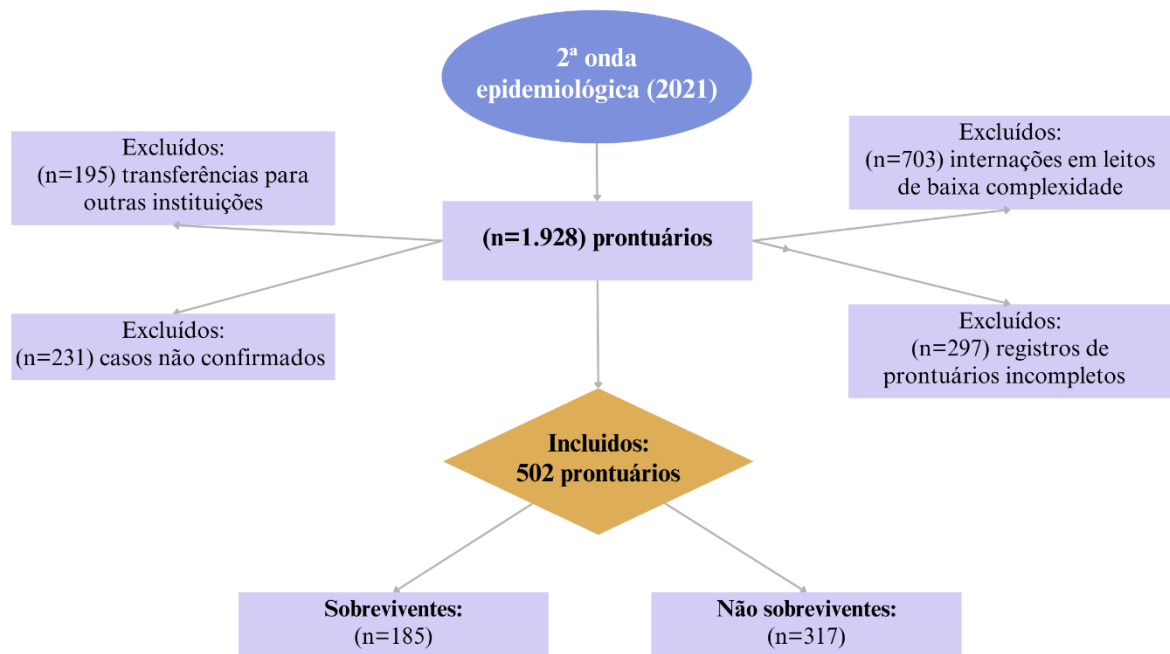 2ª onda
epidemiológica (2021)
Excluídos:
(n=195) transferências para
outras instituições
Excluídos:
(n=703) internações em leitos
de baixa complexidade
(n=1.928) prontuários
Excluídos:
(n=231) casos não confirmados
Excluídos:
(n=297) registros de
prontuários incompletos
Incluidos:
502 prontuários
Sobreviventes:
(n=185)
Não sobreviventes:
(n=317)